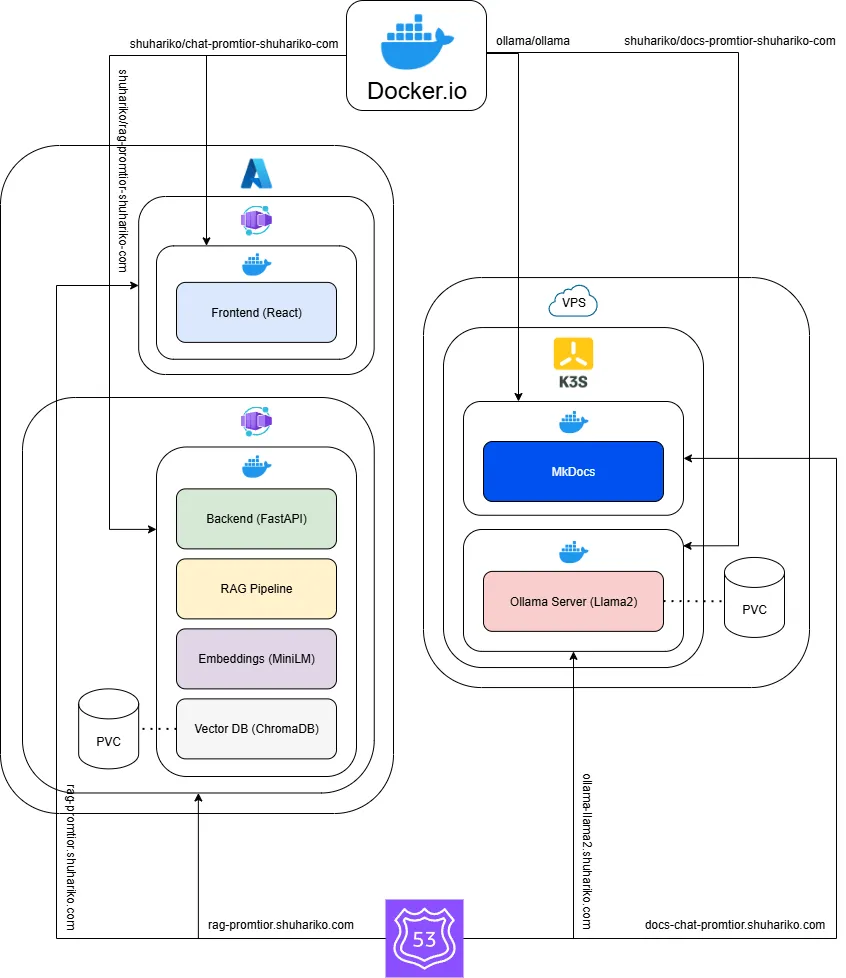 Docker.io
shuhariko/chat-promtior-shuhariko-com
ollama/ollama
shuhariko/docs-promtior-shuhariko-com
shuhariko/rag-promtior-shuhariko-com
Frontend (React)
Backend (FastAPI)
RAG Pipeline
Embeddings (MiniLM)
Vector DB (ChromaDB)
PVC
VPS
K3S
MkDocs
Ollama Server (Llama2)
PVC
rag-promtior.shuhariko.com
rag-promtior.shuhariko.com
ollama-llama2.shuhariko.com
docs-chat-promtior.shuhariko.com
53